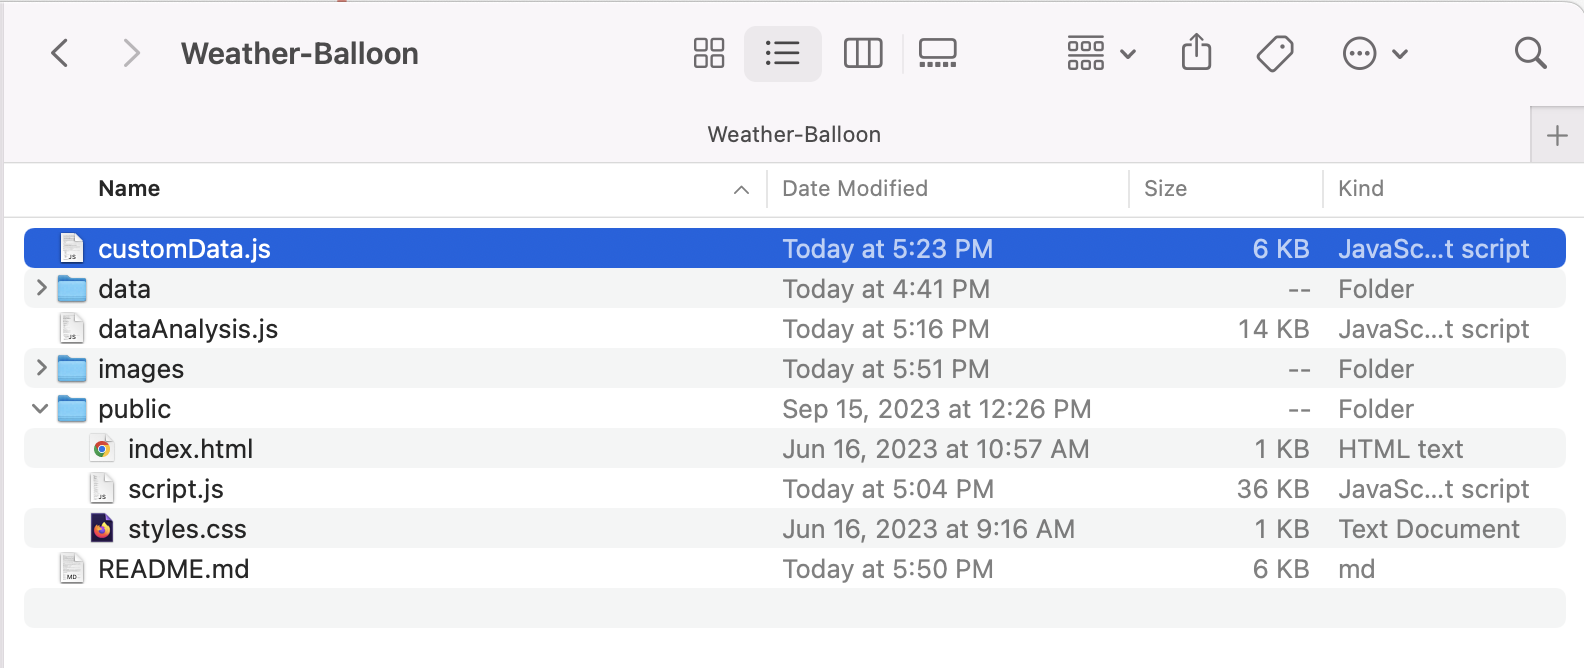 Weather-Balloon
Weather-Balloon
Name Date Modified Size Kind
customData.js Today at 5:23 PM 6 KB JavaSc...t script
data Today at 4:41 PM -- Folder
dataAnalysis.js Today at 5:16 PM 14 KB JavaSc...t script
images Today at 5:51 PM -- Folder
public Sep 15, 2023 at 12:26 PM -- Folder
index.html Jun 16, 2023 at 10:57 AM 1 KB HTML text
script.js Today at 5:04 PM 36 KB JavaSc...t script
styles.css Jun 16, 2023 at 9:16 AM 1 KB Text Document
README.md Today at 5:50 PM 6 KB md